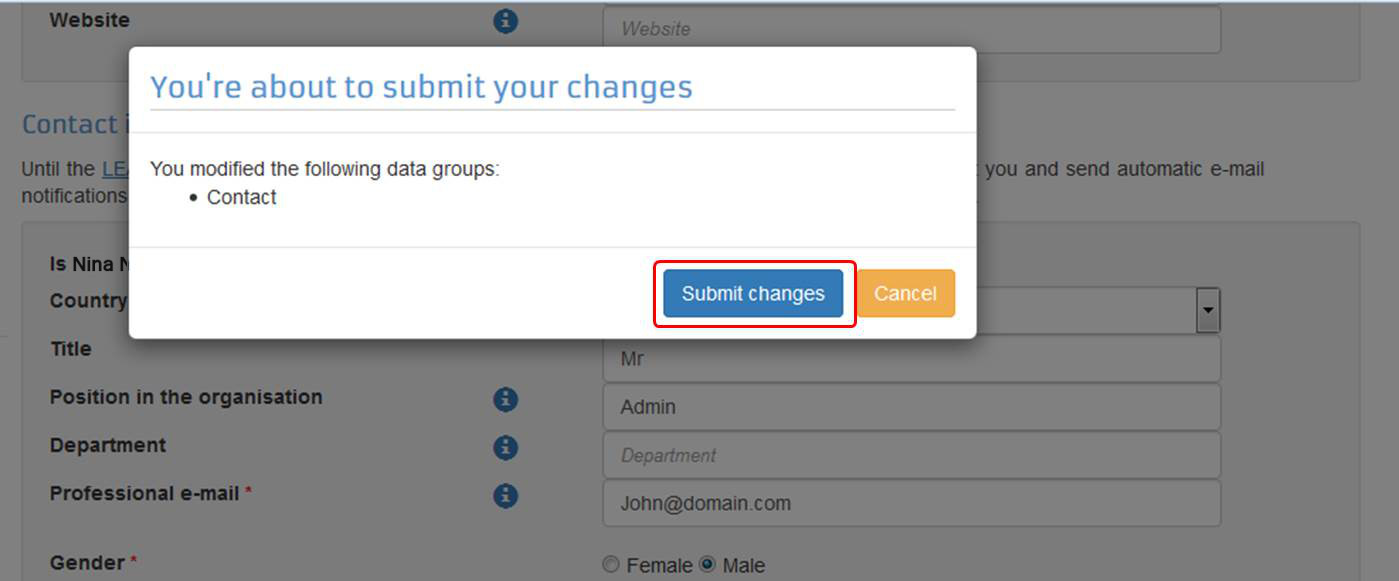 Website
Website
You're about to submit your changes
Contact
Until the LEA
you and send automatic e-mail
notifications
You modified the following data groups:
• Contact
Submit changes
Cancel
Is Nina
Country
Title
Mr
Position in the organisation
Admin
Department
Department
Professional e-mail *
John@domain.com
Gender *
Female
Male